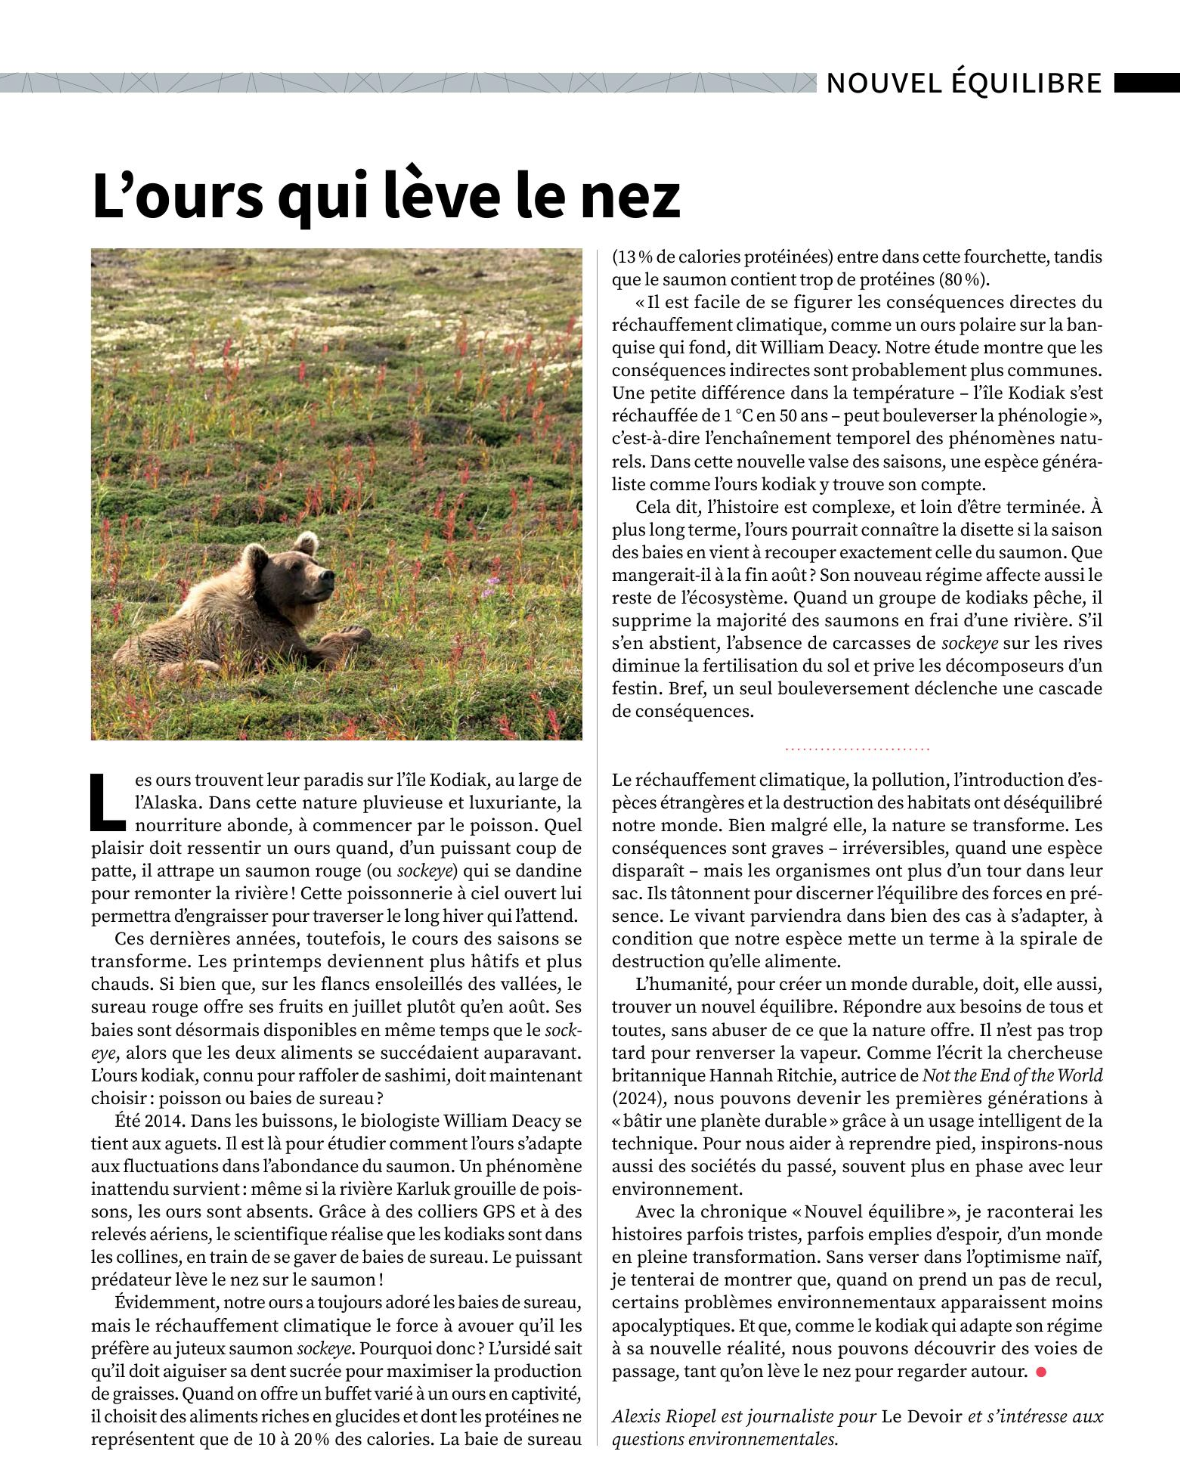 NOUVEL ÉQUILIBRE
L’ours qui lève le nez
Les ours trouvent leur paradis sur l’île Kodiak, au large de
l’Alaska. Dans cette nature pluvieuse et luxuriante, la
nourriture abonde, à commencer par le poisson. Quel
plaisir doit ressentir un ours quand, d’un puissant coup de
patte, il attrape un saumon rouge (ou sockeye) qui se dandine
pour remonter la rivière ! Cette poissonnerie à ciel ouvert lui
permettra d’engraisser pour traverser le long hiver qui l’attend.
Ces dernières années, toutefois, le cours des saisons se
transforme. Les printemps deviennent plus hâtifs et plus
chauds. Si bien que, sur les flancs ensoleillés des vallées, le
sureau rouge offre ses fruits en juillet plutôt qu’en août. Ses
baies sont désormais disponibles en même temps que le sock-
eye, alors que les deux aliments se succédaient auparavant.
L’ours kodiak, connu pour raffoler de sashimi, doit maintenant
choisir : poisson ou baies de sureau ?
Été 2014. Dans les buissons, le biologiste William Deacy se
tient aux aguets. Il est là pour étudier comment l’ours s’adapte
aux fluctuations dans l’abondance du saumon. Un phénomène
inattendu survient : même si la rivière Karluk grouille de pois-
sons, les ours sont absents. Grâce à des colliers GPS et à des
relevés aériens, le scientifique réalise que les kodiaks sont dans
les collines, en train de se gaver de baies de sureau. Le puissant
prédateur lève le nez sur le saumon !
Évidemment, notre ours a toujours adoré les baies de sureau,
mais le réchauffement climatique le force à avouer qu’il les
préfère au juteux saumon sockeye. Pourquoi donc ? L’ursidé sait
qu’il doit aiguiser sa dent sucrée pour maximiser la production
de graisses. Quand on offre un buffet varié à un ours en captivité,
il choisit des aliments riches en glucides et dont les protéines ne
représentent que de 10 à 20 % des calories. La baie de sureau
(13 % de calories protéinées) entre dans cette fourchette, tandis
que le saumon contient trop de protéines (80 %).
« Il est facile de se figurer les conséquences directes du
réchauffement climatique, comme un ours polaire sur la ban-
quise qui fond, dit William Deacy. Notre étude montre que les
conséquences indirectes sont probablement plus communes.
Une petite différence dans la température – l’île Kodiak s’est
réchauffée de 1 °C en 50 ans – peut bouleverser la phénologie »,
c’est-à-dire l’enchaînement temporel des phénomènes natu-
rels. Dans cette nouvelle valse des saisons, une espèce généra-
liste comme l’ours kodiak y trouve son compte.
Cela dit, l’histoire est complexe, et loin d’être terminée. À
plus long terme, l’ours pourrait connaître la disette si la saison
des baies en vient à recouper exactement celle du saumon. Que
mangerait-il à la fin août ? Son nouveau régime affecte aussi le
reste de l’écosystème. Quand un groupe de kodiaks pêche, il
supprime la majorité des saumons en frai d’une rivière. S’il
s’en abstient, l’absence de carcasses de sockeye sur les rives
diminue la fertilisation du sol et prive les décomposeurs d’un
festin. Bref, un seul bouleversement déclenche une cascade
de conséquences.
Le réchauffement climatique, la pollution, l’introduction d’es-
pèces étrangères et la destruction des habitats ont déséquilibré
notre monde. Bien malgré elle, la nature se transforme. Les
conséquences sont graves – irréversibles, quand une espèce
disparaît – mais les organismes ont plus d’un tour dans leur
sac. Ils tâtonnent pour discerner l’équilibre des forces en pré-
sence. Le vivant parviendra dans bien des cas à s’adapter, à
condition que notre espèce mette un terme à la spirale de
destruction qu’elle alimente.
L’humanité, pour créer un monde durable, doit, elle aussi,
trouver un nouvel équilibre. Répondre aux besoins de tous et
toutes, sans abuser de ce que la nature offre. Il n’est pas trop
tard pour renverser la vapeur. Comme l’écrit la chercheuse
britannique Hannah Ritchie, autrice de Not the End of the World
(2024), nous pouvons devenir les premières générations à
« bâtir une planète durable » grâce à un usage intelligent de la
technique. Pour nous aider à reprendre pied, inspirons-nous
aussi des sociétés du passé, souvent plus en phase avec leur
environnement.
Avec la chronique « Nouvel équilibre », je raconterai les
histoires parfois tristes, parfois emplies d’espoir, d’un monde
en pleine transformation. Sans verser dans l’optimisme naïf,
je tenterai de montrer que, quand on prend un pas de recul,
certains problèmes environnementaux apparaissent moins
apocalyptiques. Et que, comme le kodiak qui adapte son régime
à sa nouvelle réalité, nous pouvons découvrir des voies de
passage, tant qu’on lève le nez pour regarder autour.
Alexis Riopel est journaliste pour Le Devoir et s’intéresse aux
questions environnementales.